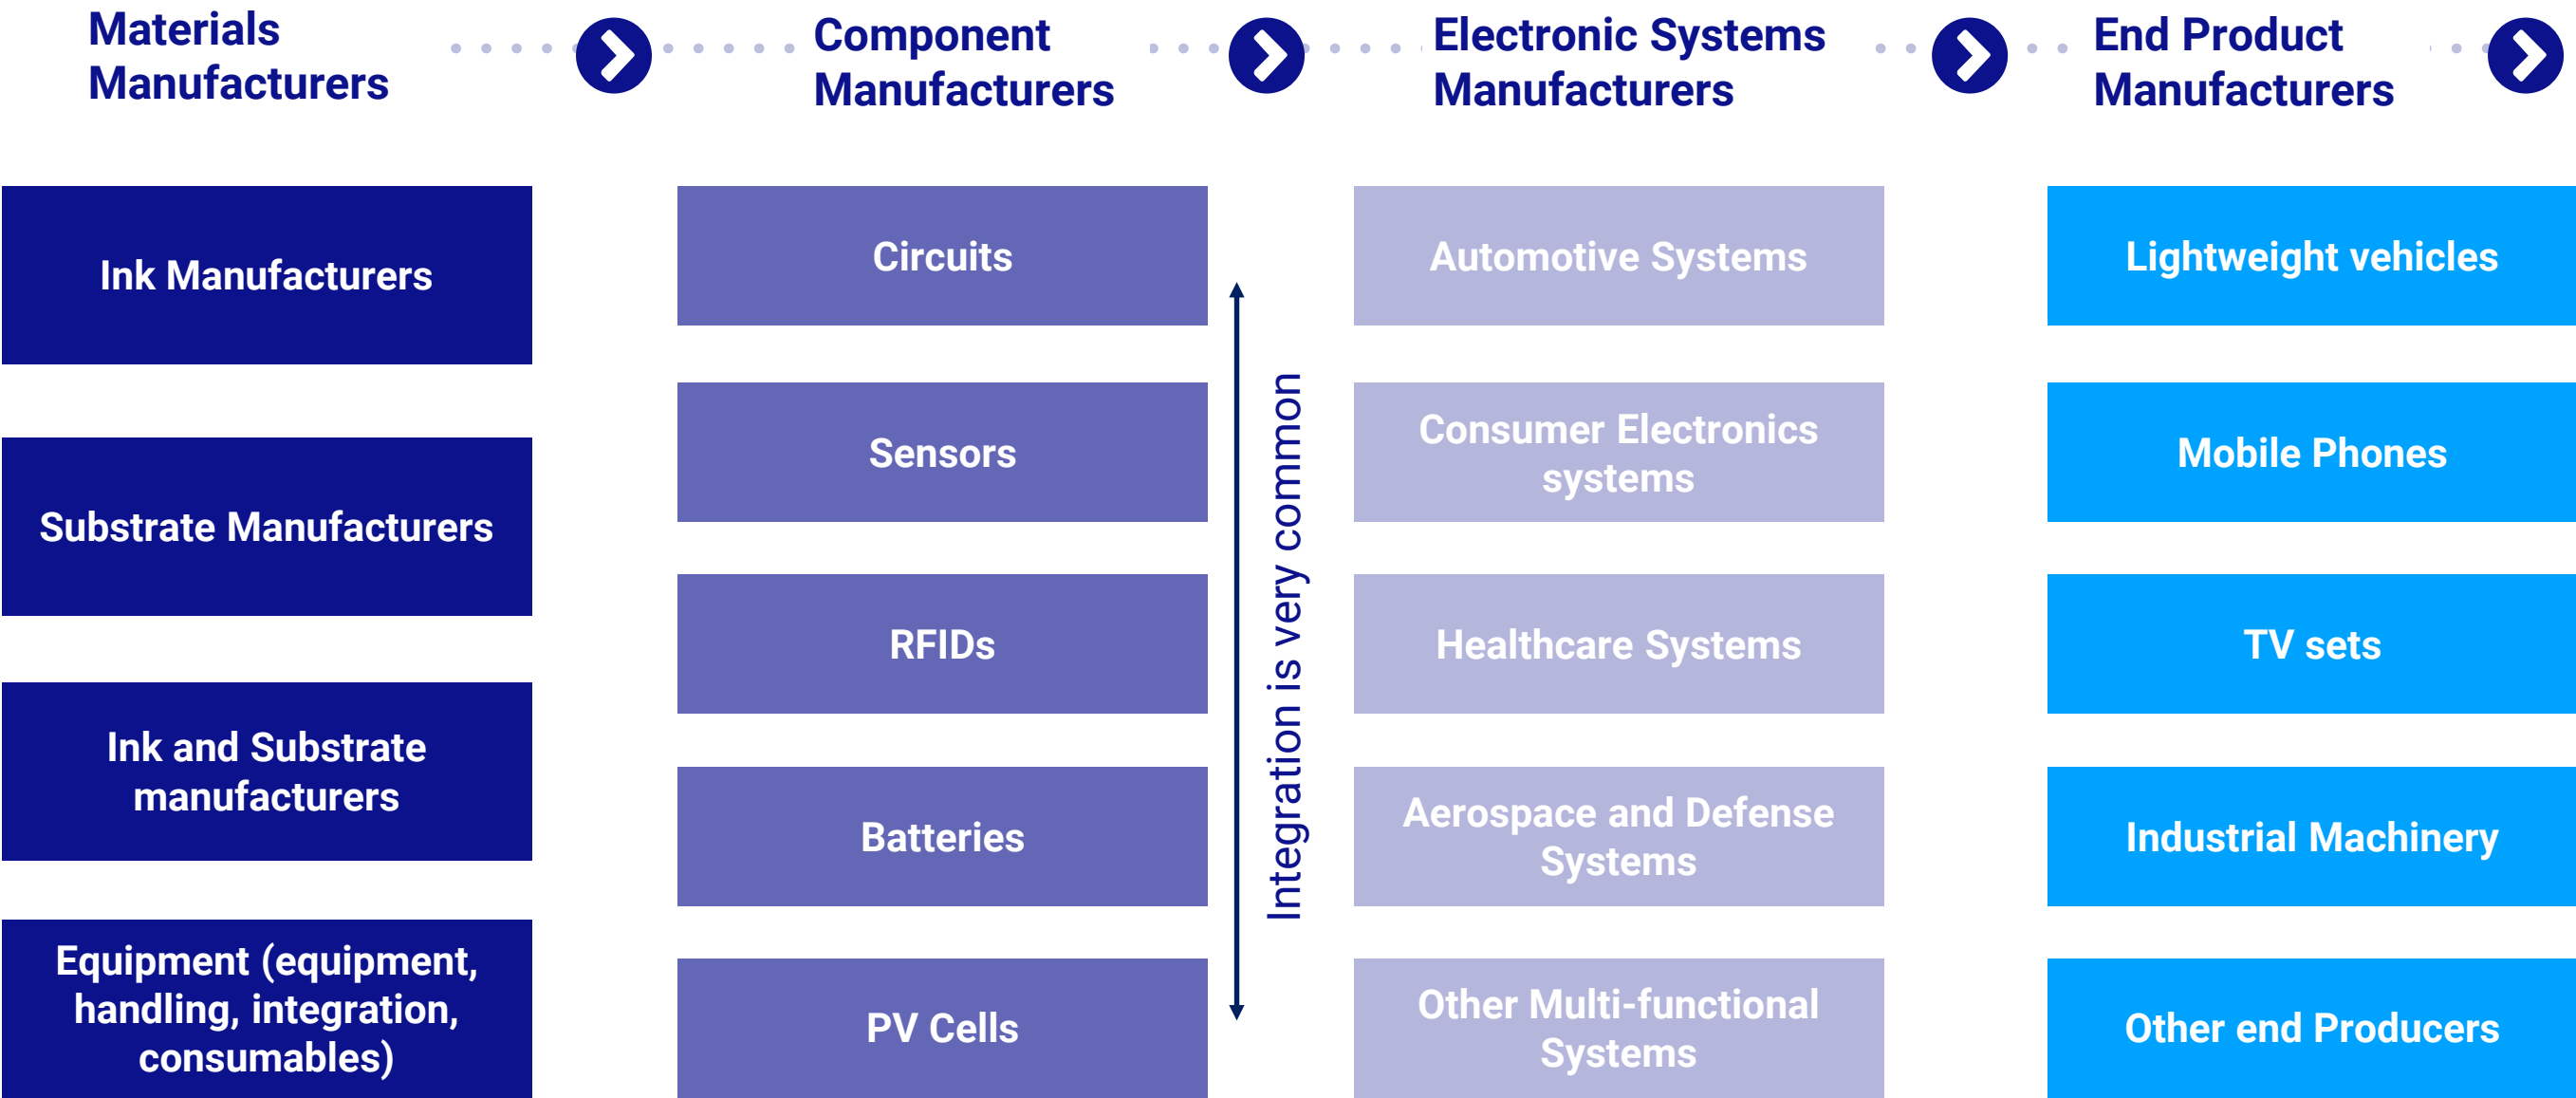 Materials
Manufacturers
Component
Manufacturers
Electronic Systems
Manufacturers
End Product
Manufacturers
Ink Manufacturers
Substrate Manufacturers
Ink and Substrate
manufacturers
Equipment (equipment,
handling, integration,
consumables)
Circuits
Sensors
RFIDs
Batteries
PV Cells
Integration is very common
Automotive Systems
Consumer Electronics
systems
Healthcare Systems
Aerospace and Defense
Systems
Other Multi-functional
Systems
Lightweight vehicles
Mobile Phones
TV sets
Industrial Machinery
Other end Producers